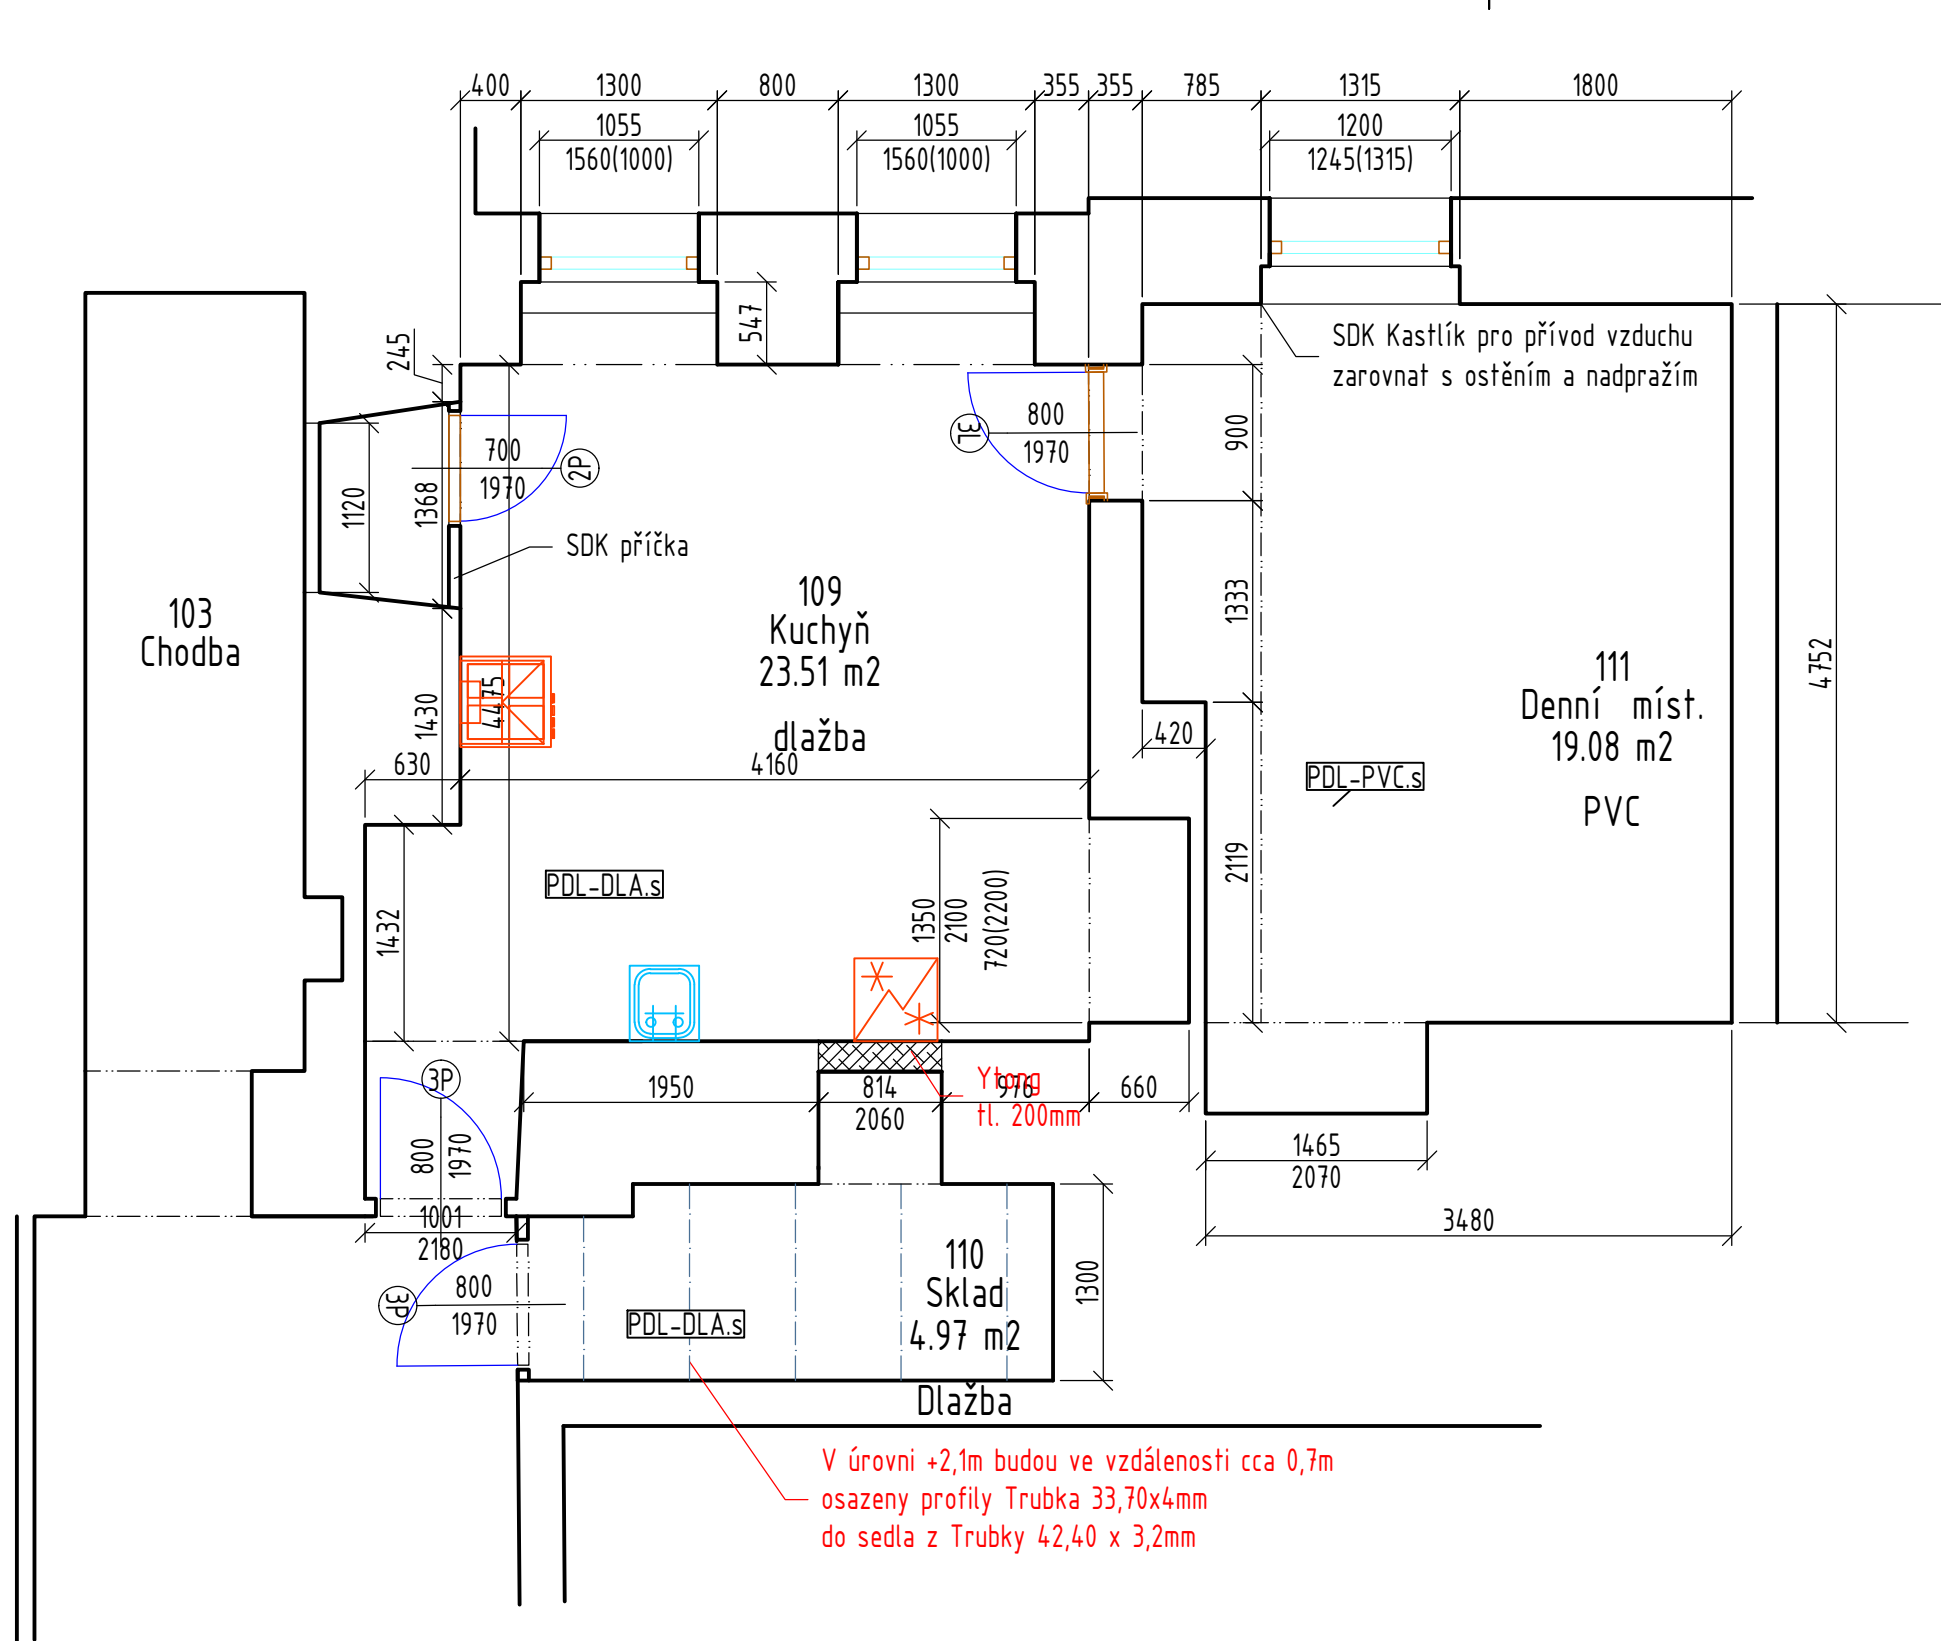 400 1300 800 1300 355 355 785 1315 1800
1055 1055 1200
1560(1000) 1560(1000) 1245(1315)
547
245
SDK Kastlík pro přívod vzduchu
zarovnat s ostěním a nadpražím
700
1970
2P
800
1970
3L
900
1120
1368
SDK příčka
109
Kuchyň
23.51 m2
dlažba
103
Chodba
1333
111
Denní míst.
19.08 m2
PVC
4752
1430
4475
420
630 4160
PDL-PVC.s
PDL-DLA.s
1432
1350
2100
720(2200)
2119
3P
800
1970
1950 814 976 660
2060
Ytong
tl. 200mm
1465
2070
1001
2180
3480
3P
800
1970
110
Sklad
4.97 m2
Dlažba
PDL-DLA.s
1300
V úrovni +2,1m budou ve vzdálenosti cca 0,7m
osazeny profily Trubka 33,70x4mm
do sedla z Trubky 42,40 x 3,2mm